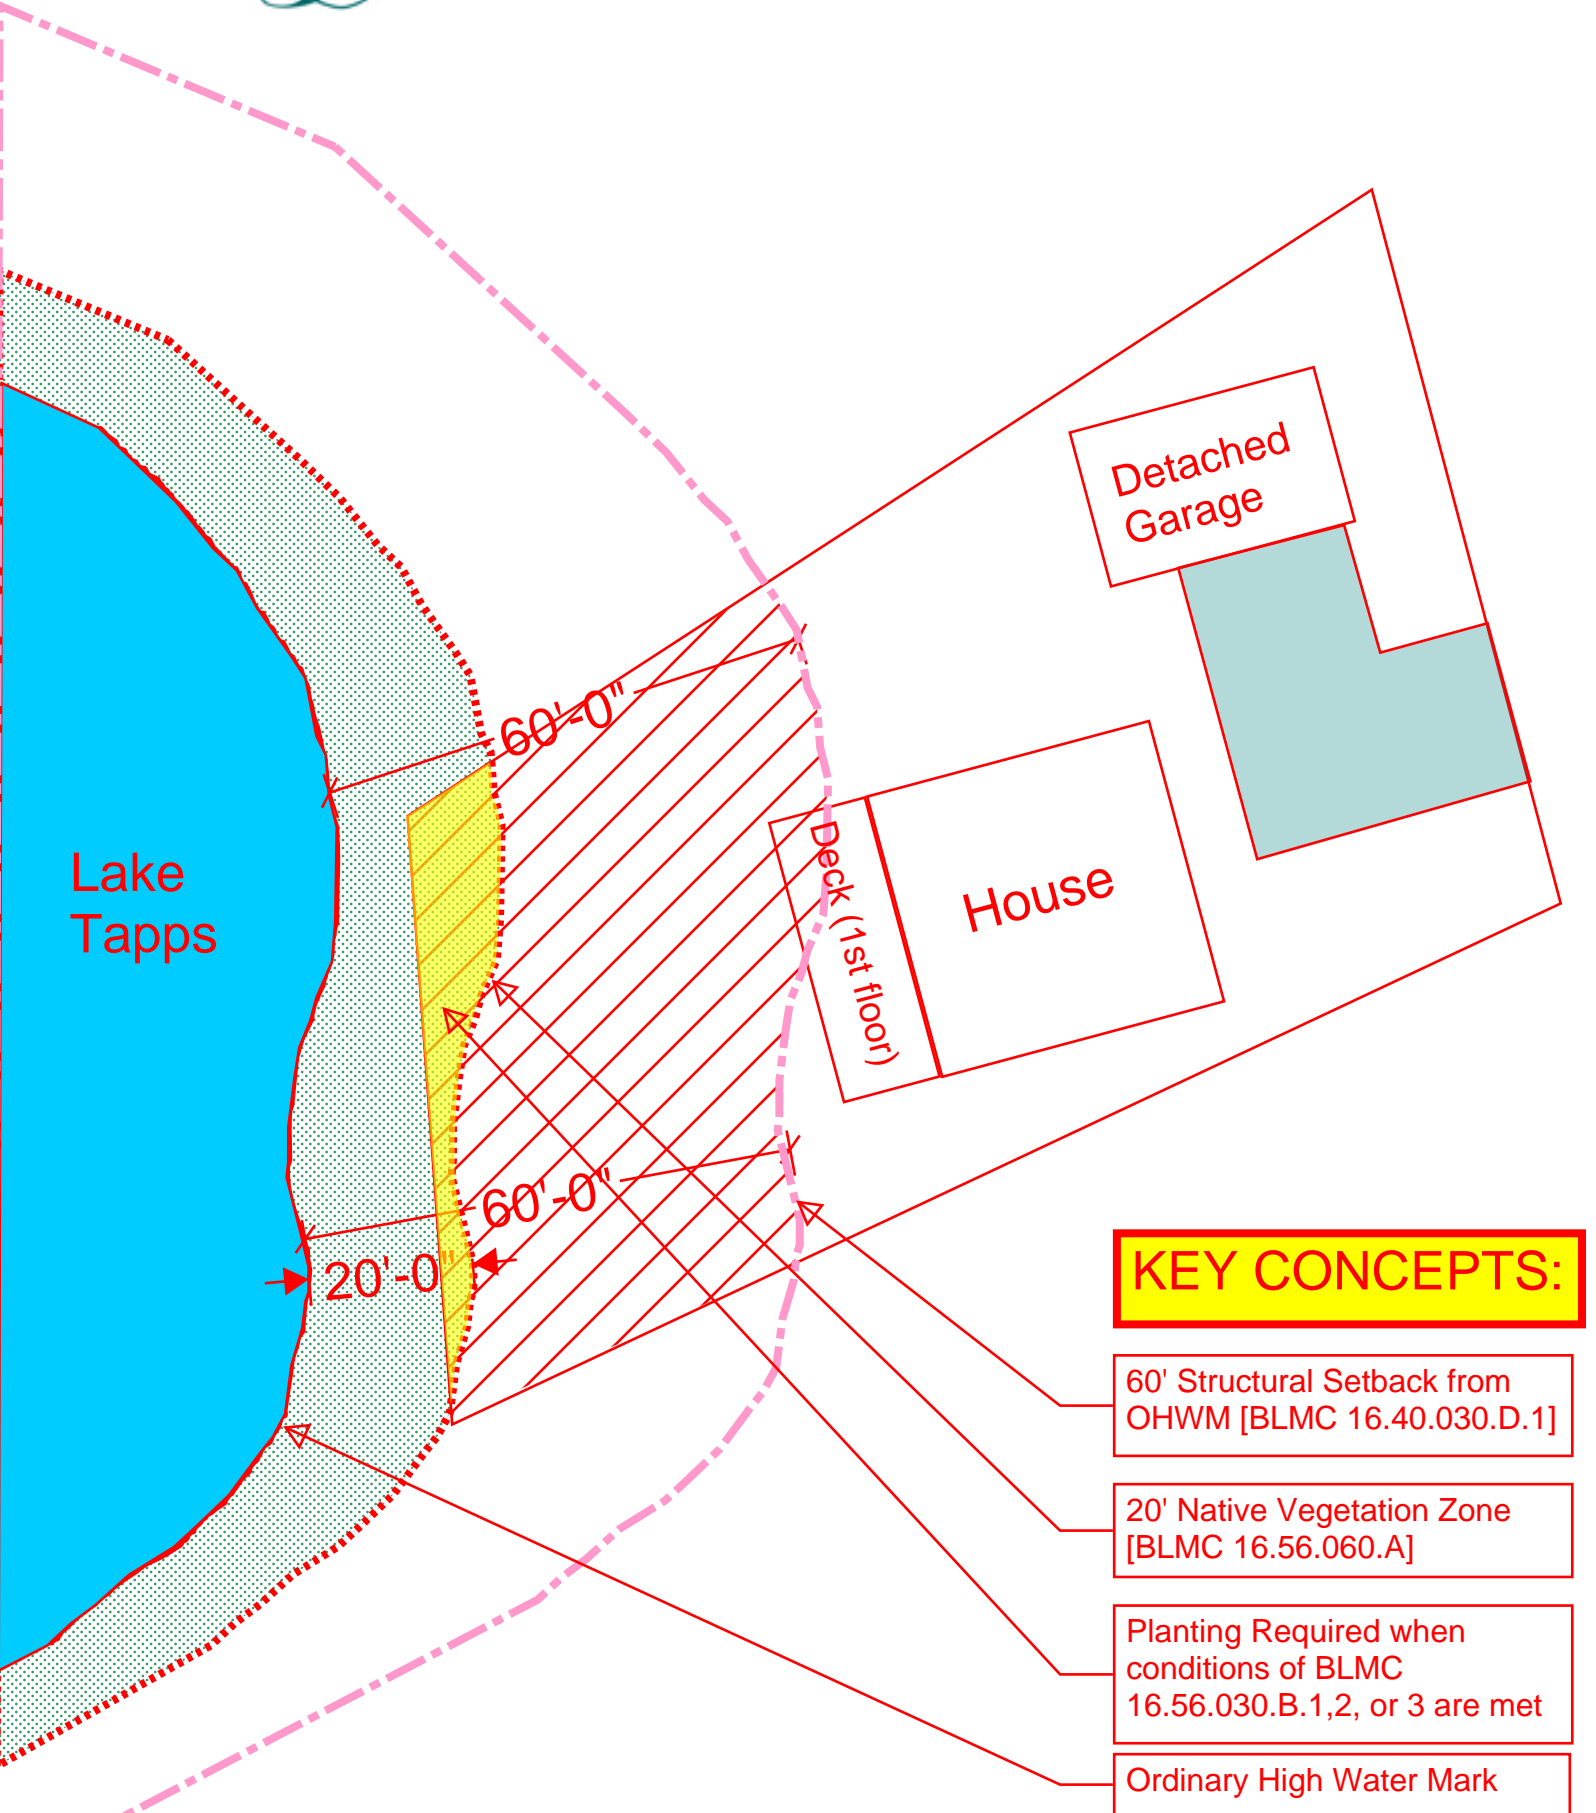 Detached
Garage
60'-0"
Lake
Tapps
Deck (1st floor)
House
60'-0"
20'-0"
KEY CONCEPTS:
60' Structural Setback from
OHWM [BLMC 16.40.030.D.1]
20' Native Vegetation Zone
[BLMC 16.56.060.A]
Planting Required when
conditions of BLMC
16.56.030.B.1,2, or 3 are met
Ordinary High Water Mark